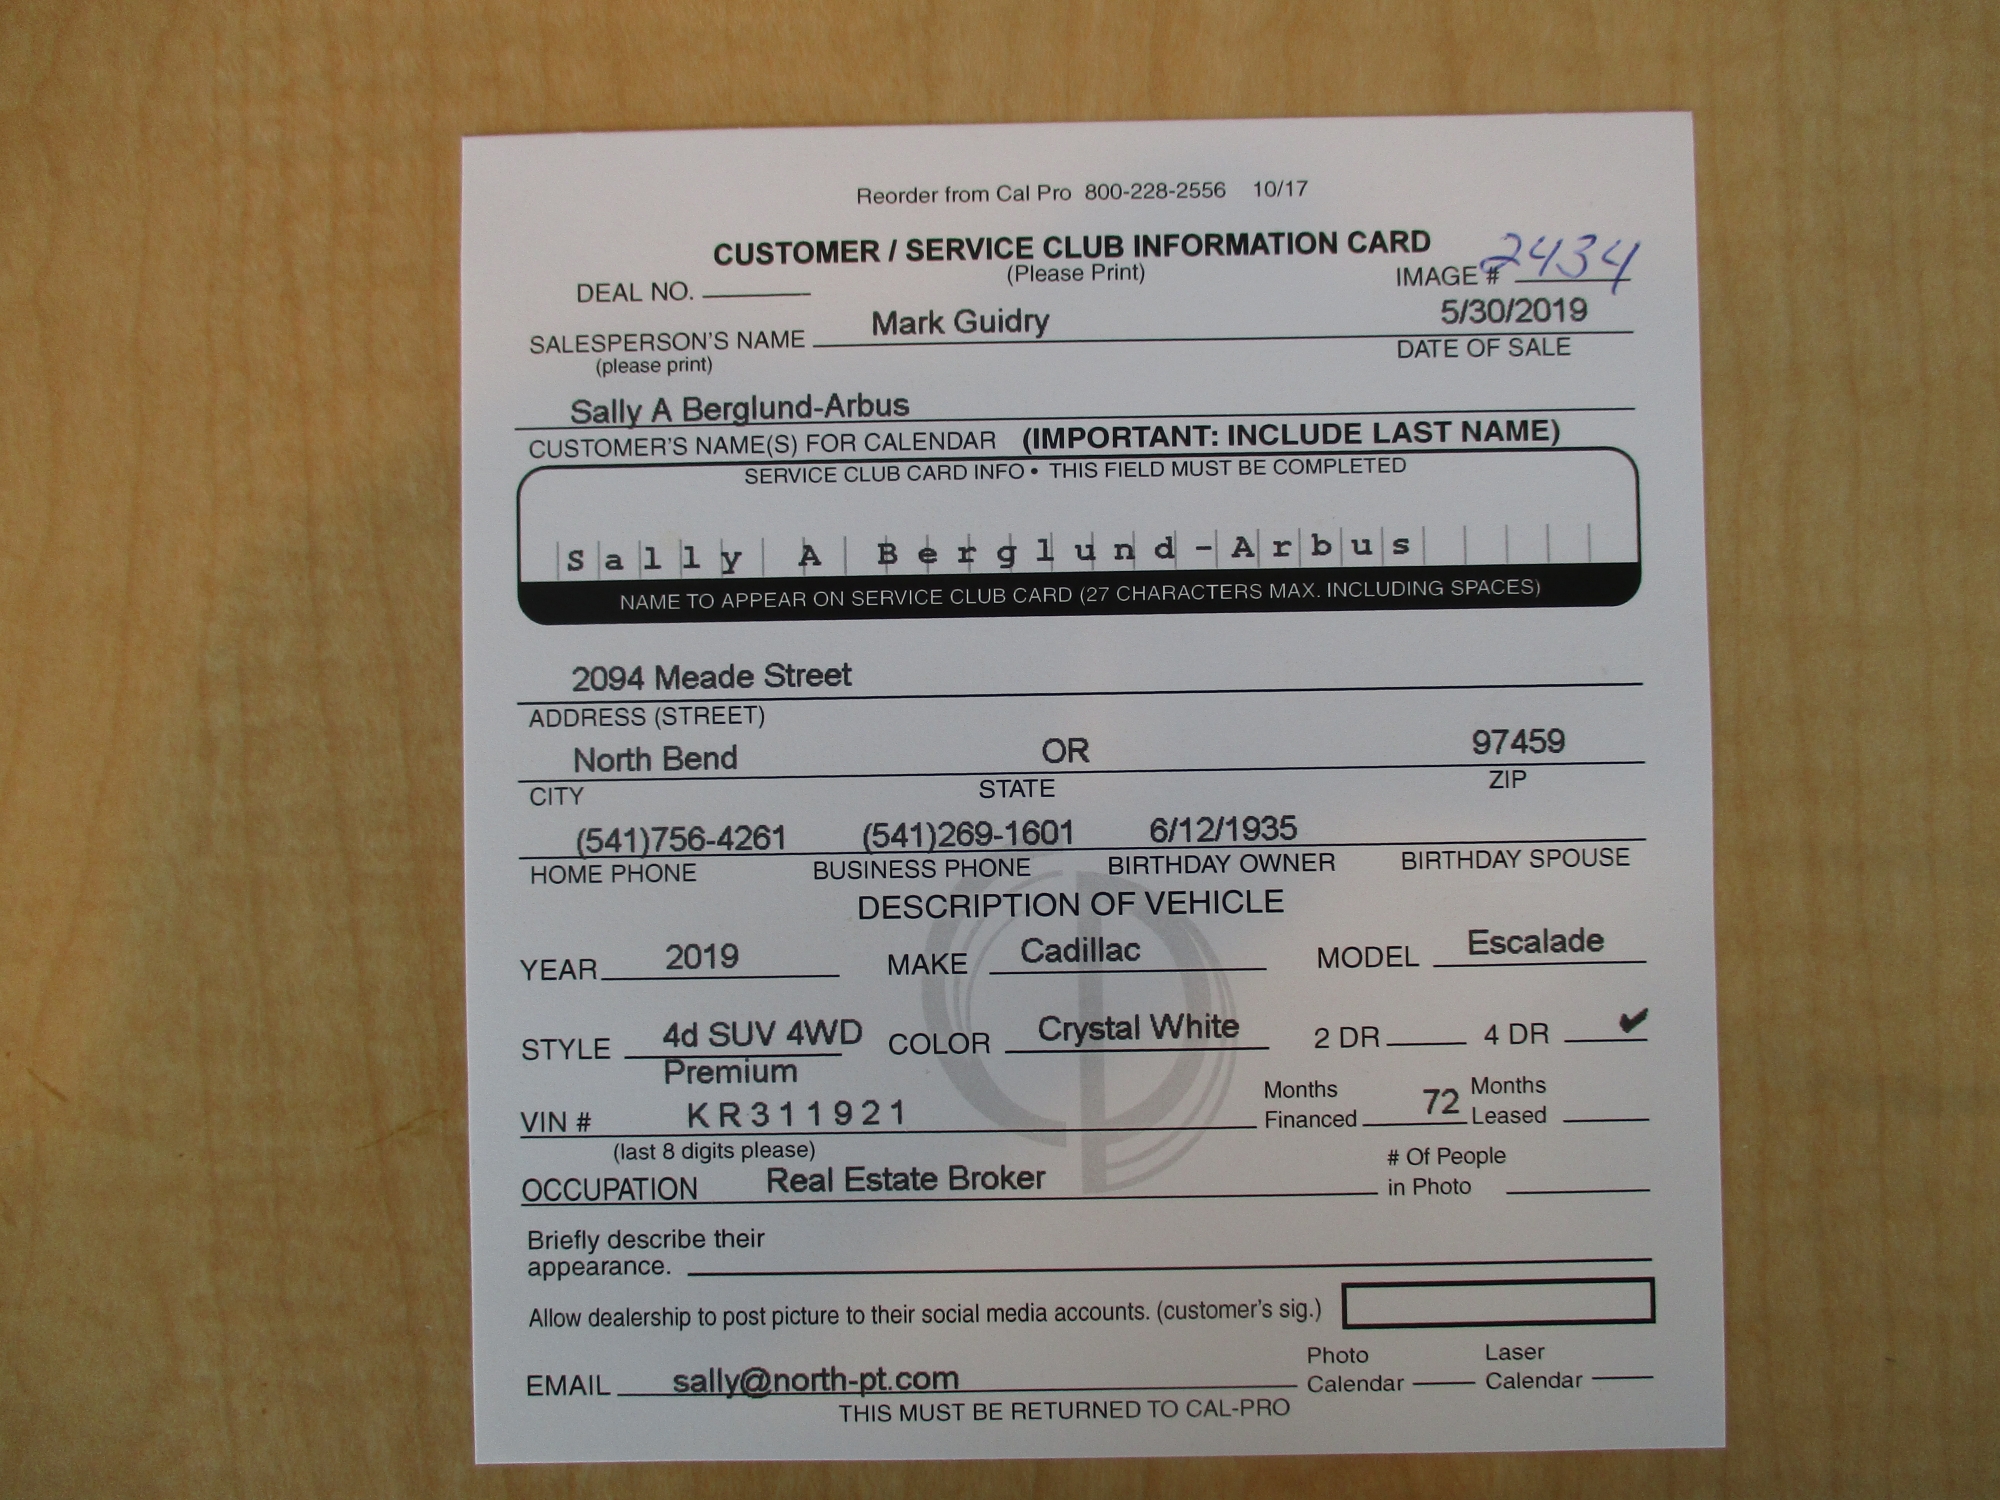 Reorder from Cal Pro 800-228-2556 10/17
CUSTOMER / SERVICE CLUB INFORMATION CARD
(Please Print)
DEAL NO. IMAGE # 2434
SALESPERSON'S NAME Mark Guidry 5/30/2019
(please print) DATE OF SALE
Sally A Berglund-Arbus
CUSTOMER'S NAME(S) FOR CALENDAR (IMPORTANT: INCLUDE LAST NAME)
SERVICE CLUB CARD INFO • THIS FIELD MUST BE COMPLETED
Sally A Berglund-Arbus
NAME TO APPEAR ON SERVICE CLUB CARD (27 CHARACTERS MAX. INCLUDING SPACES)
2094 Meade Street
ADDRESS (STREET)
North Bend OR 97459
CITY STATE ZIP
(541)756-4261 (541)269-1601 6/12/1935
HOME PHONE BUSINESS PHONE BIRTHDAY OWNER BIRTHDAY SPOUSE
DESCRIPTION OF VEHICLE
YEAR 2019 MAKE Cadillac MODEL Escalade
STYLE 4d SUV 4WD COLOR Crystal White 2 DR 4 DR ✔
Premium
VIN # KR311921 Months Financed 72 Months Leased
(last 8 digits please)
OCCUPATION Real Estate Broker # Of People in Photo
Briefly describe their
appearance.
Allow dealership to post picture to their social media accounts. (customer's sig.)
EMAIL sally@north-pt.com Photo Calendar Laser Calendar
THIS MUST BE RETURNED TO CAL-PRO